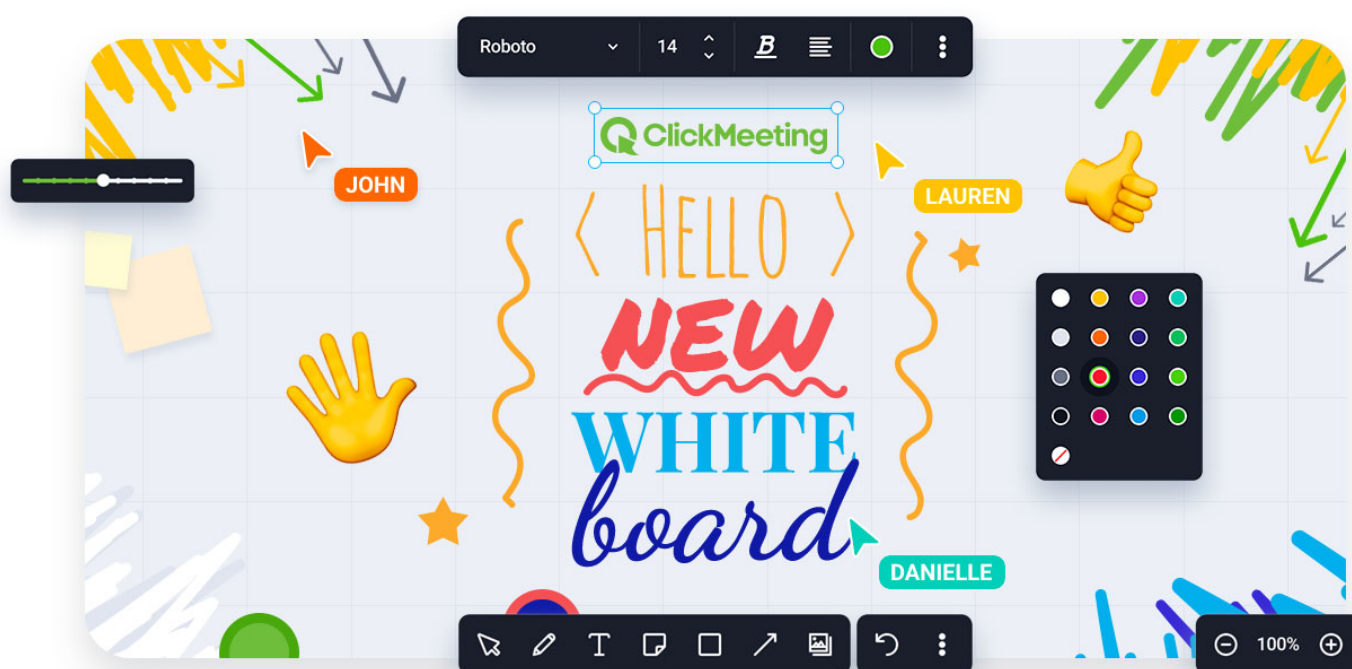 Roboto 14 B
ClickMeeting
JOHN
LAUREN
< HELLO >
NEW
WHITE
board
DANIELLE
T
100%